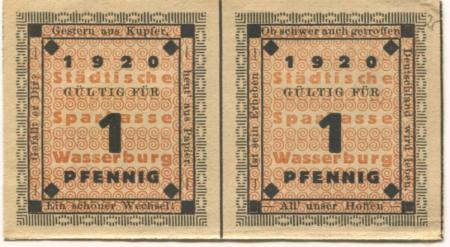 Gestern aus Kupfer,
heut' aus Papier
Ein schöner Wechsel!
Gefällt er Dir?
1920
Städtische
GÜLTIG FÜR
Sparkasse
1
Wasserburg
PFENNIG
Ob schwer auch getroffen
Deutschland wird leben,
All' unser Hoffen
ist sein Erheben
1920
Städtische
GÜLTIG FÜR
Sparkasse
1
Wasserburg
PFENNIG